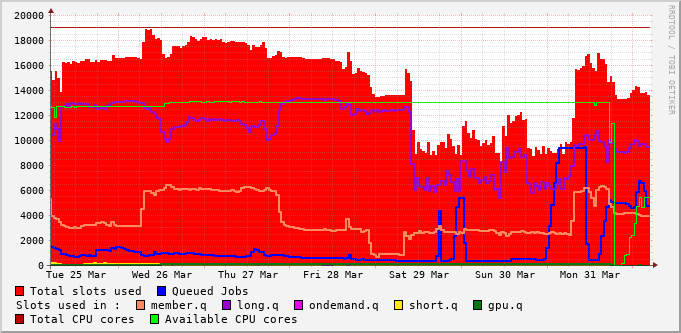 20000
18000
16000
14000
12000
10000
8000
6000
4000
2000
0
RRDTOOL / TOBI OETIKER
Tue 25 Mar Wed 26 Mar Thu 27 Mar Fri 28 Mar Sat 29 Mar Sun 30 Mar Mon 31 Mar
Total slots used Queued Jobs
Slots used in : member.q long.q ondemand.q short.q gpu.q
Total CPU cores Available CPU cores